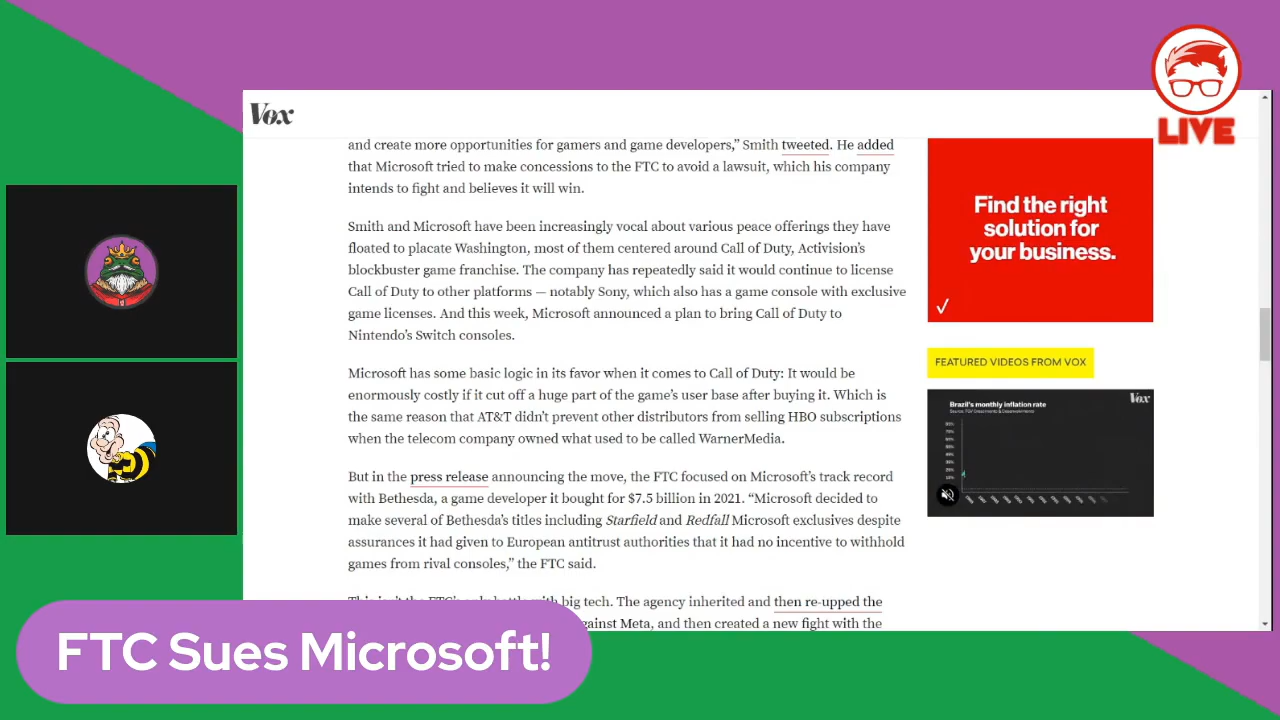 LIVE
Vox
and create more opportunities for gamers and game developers,” Smith tweeted. He added
that Microsoft tried to make concessions to the FTC to avoid a lawsuit, which his company
intends to fight and believes it will win.
Smith and Microsoft have been increasingly vocal about various peace offerings they have
floated to placate Washington, most of them centered around Call of Duty, Activision’s
blockbuster game franchise. The company has repeatedly said it would continue to license
Call of Duty to other platforms — notably Sony, which also has a game console with exclusive
game licenses. And this week, Microsoft announced a plan to bring Call of Duty to
Nintendo’s Switch consoles.
Microsoft has some basic logic in its favor when it comes to Call of Duty: It would be
enormously costly if it cut off a huge part of the game’s user base after buying it. Which is
the same reason that AT&T didn’t prevent other distributors from selling HBO subscriptions
when the telecom company owned what used to be called WarnerMedia.
But in the press release announcing the move, the FTC focused on Microsoft’s track record
with Bethesda, a game developer it bought for $7.5 billion in 2021. “Microsoft decided to
make several of Bethesda’s titles including Starfield and Redfall Microsoft exclusives despite
assurances it had given to European antitrust authorities that it had no incentive to withhold
games from rival consoles,” the FTC said.
big tech. The agency inherited and then re-upped the
against Meta, and then created a new fight with the
Find the right
solution for
your business.
FEATURED VIDEOS FROM VOX
Brazil's monthly inflation rate
Vox
FTC Sues Microsoft!